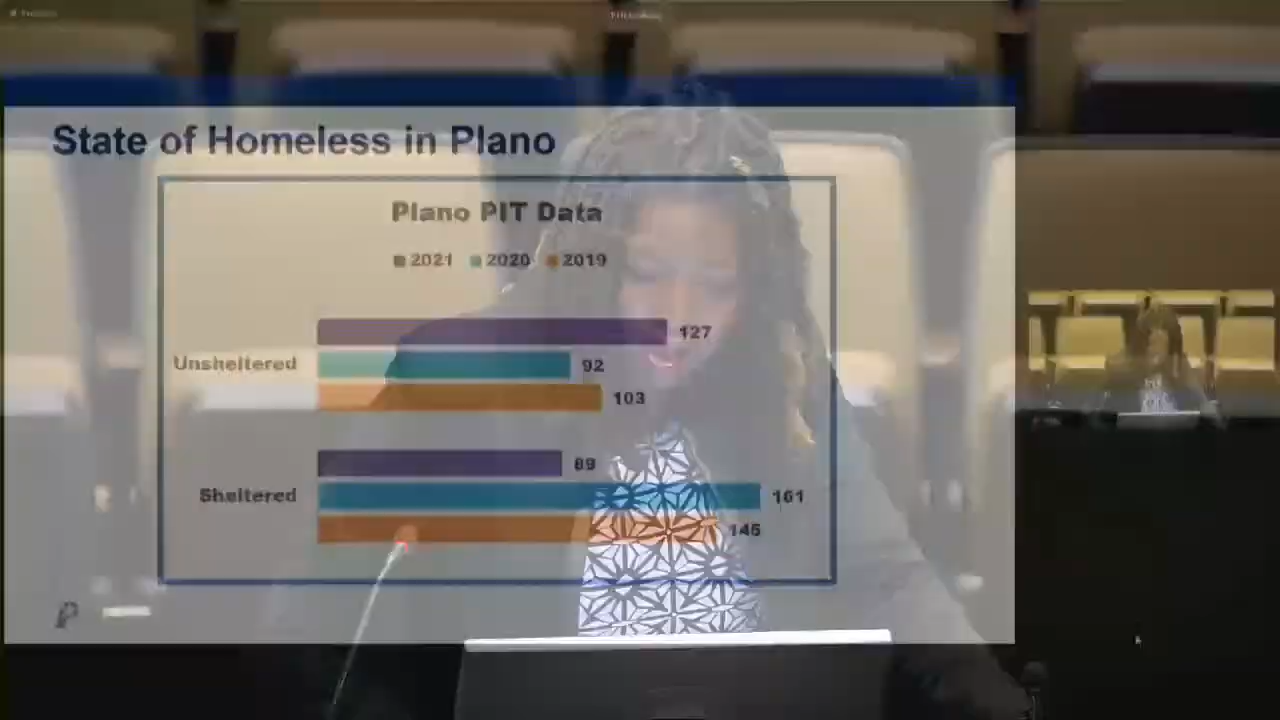 State of Homeless in Plano
Plano PIT Data
2021 2020 2019
127
Unsheltered 92
103
89
Sheltered 161
145
P